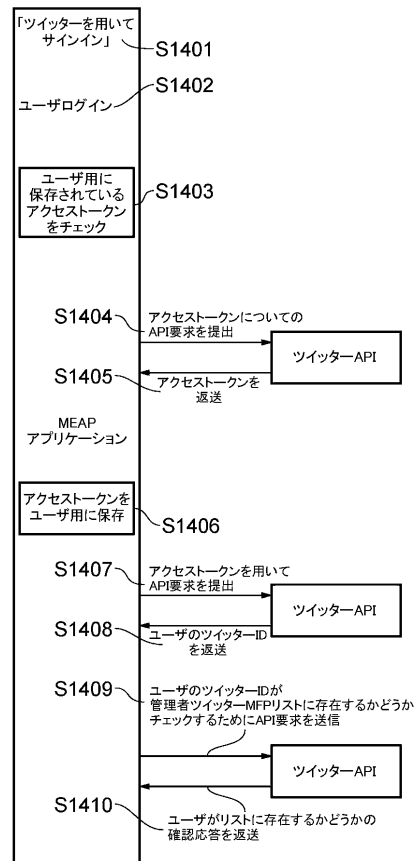 「ツイッターを用いて
サインイン」
S1401
S1402
ユーザログイン
ユーザ用に
保存されている
アクセストークン
をチェック
S1403
S1404
アクセストークンについての
API要求を提出
ツイッターAPI
S1405
アクセストークンを
返送
MEAP
アプリケーション
アクセストークンを
ユーザ用に保存
S1406
S1407
アクセストークンを用いて
API要求を提出
ツイッターAPI
S1408
ユーザのツイッターID
を返送
S1409
ユーザのツイッターIDが
管理者ツイッターMFPリストに存在するかどうか
チェックするためにAPI要求を送信
ツイッターAPI
S1410
ユーザがリストに存在するかどうかの
確認応答を返送